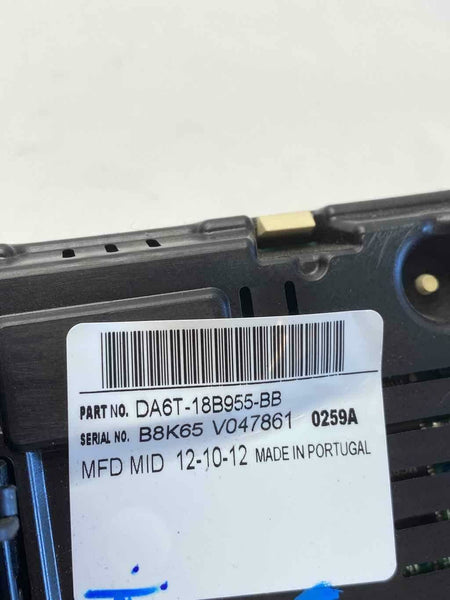 PART NO. DA6T-18B955-BB
SERIAL NO. B8K65 V047861 0259A
MFD MID 12-10-12 MADE IN PORTUGAL